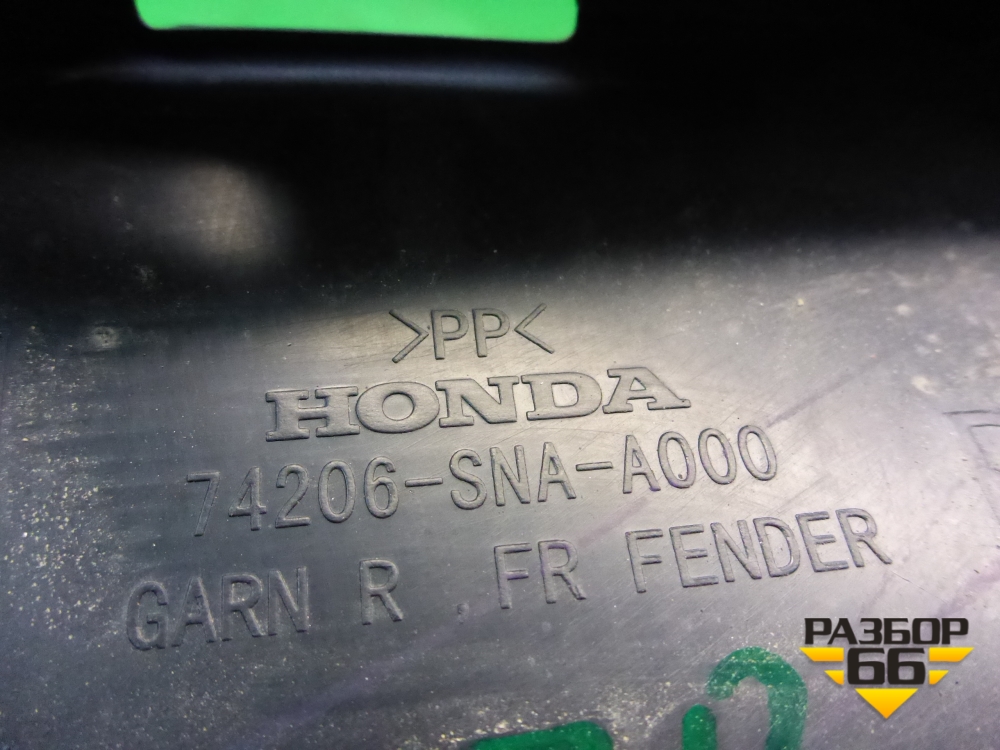 >PP<
HONDA
74206-SNA-A000
GARN R . FR FENDER
РАЗБОР
66